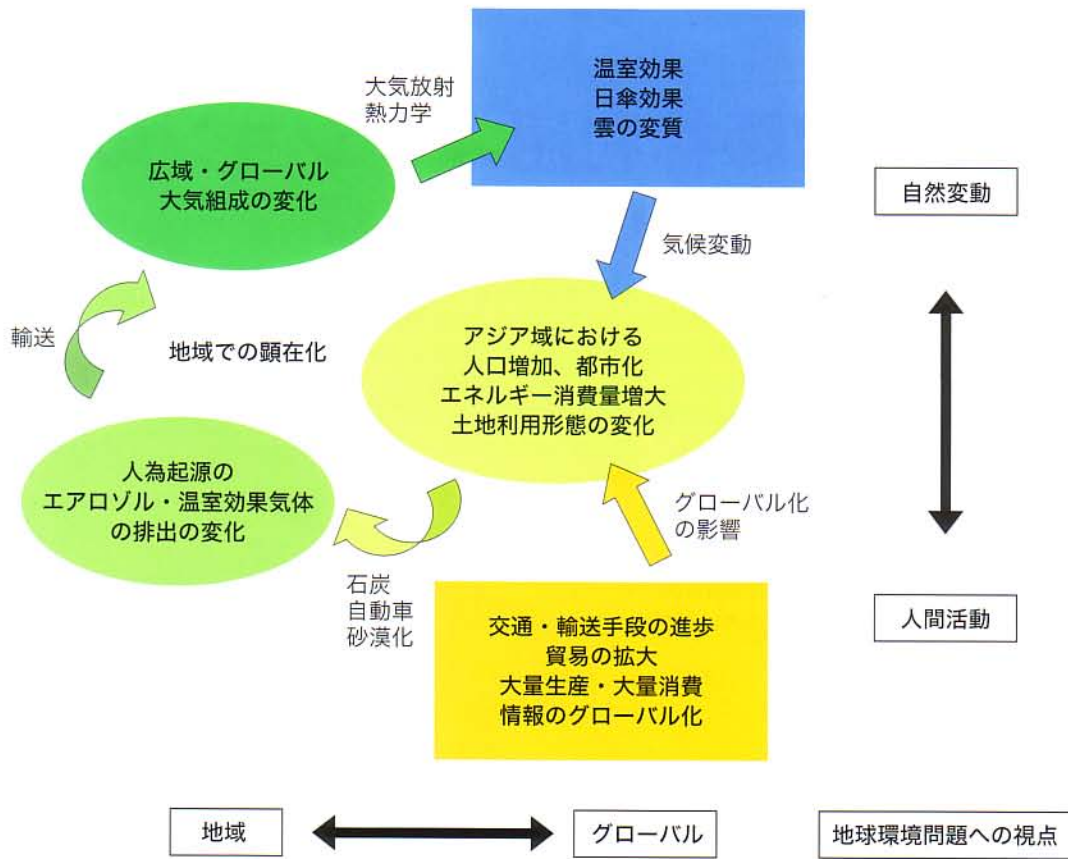 大気放射
熱力学
温室効果
日傘効果
雲の変質
広域・グローバル
大気組成の変化
自然変動
気候変動
輸送
地域での顕在化
アジア域における
人口増加、都市化
エネルギー消費量増大
土地利用形態の変化
人為起源の
エアロゾル・温室効果気体
の排出の変化
グローバル化
の影響
石炭
自動車
砂漠化
人間活動
交通・輸送手段の進歩
貿易の拡大
大量生産・大量消費
情報のグローバル化
地域
グローバル
地球環境問題への視点